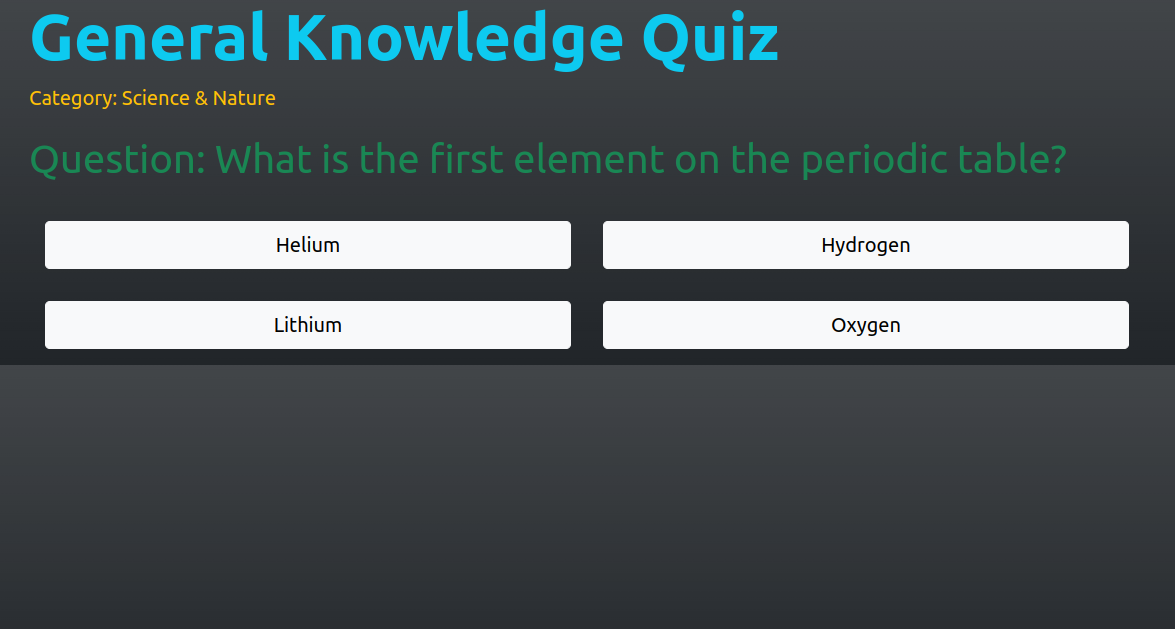 General Knowledge Quiz
Category: Science & Nature
Question: What is the first element on the periodic table?
Helium
Hydrogen
Lithium
Oxygen